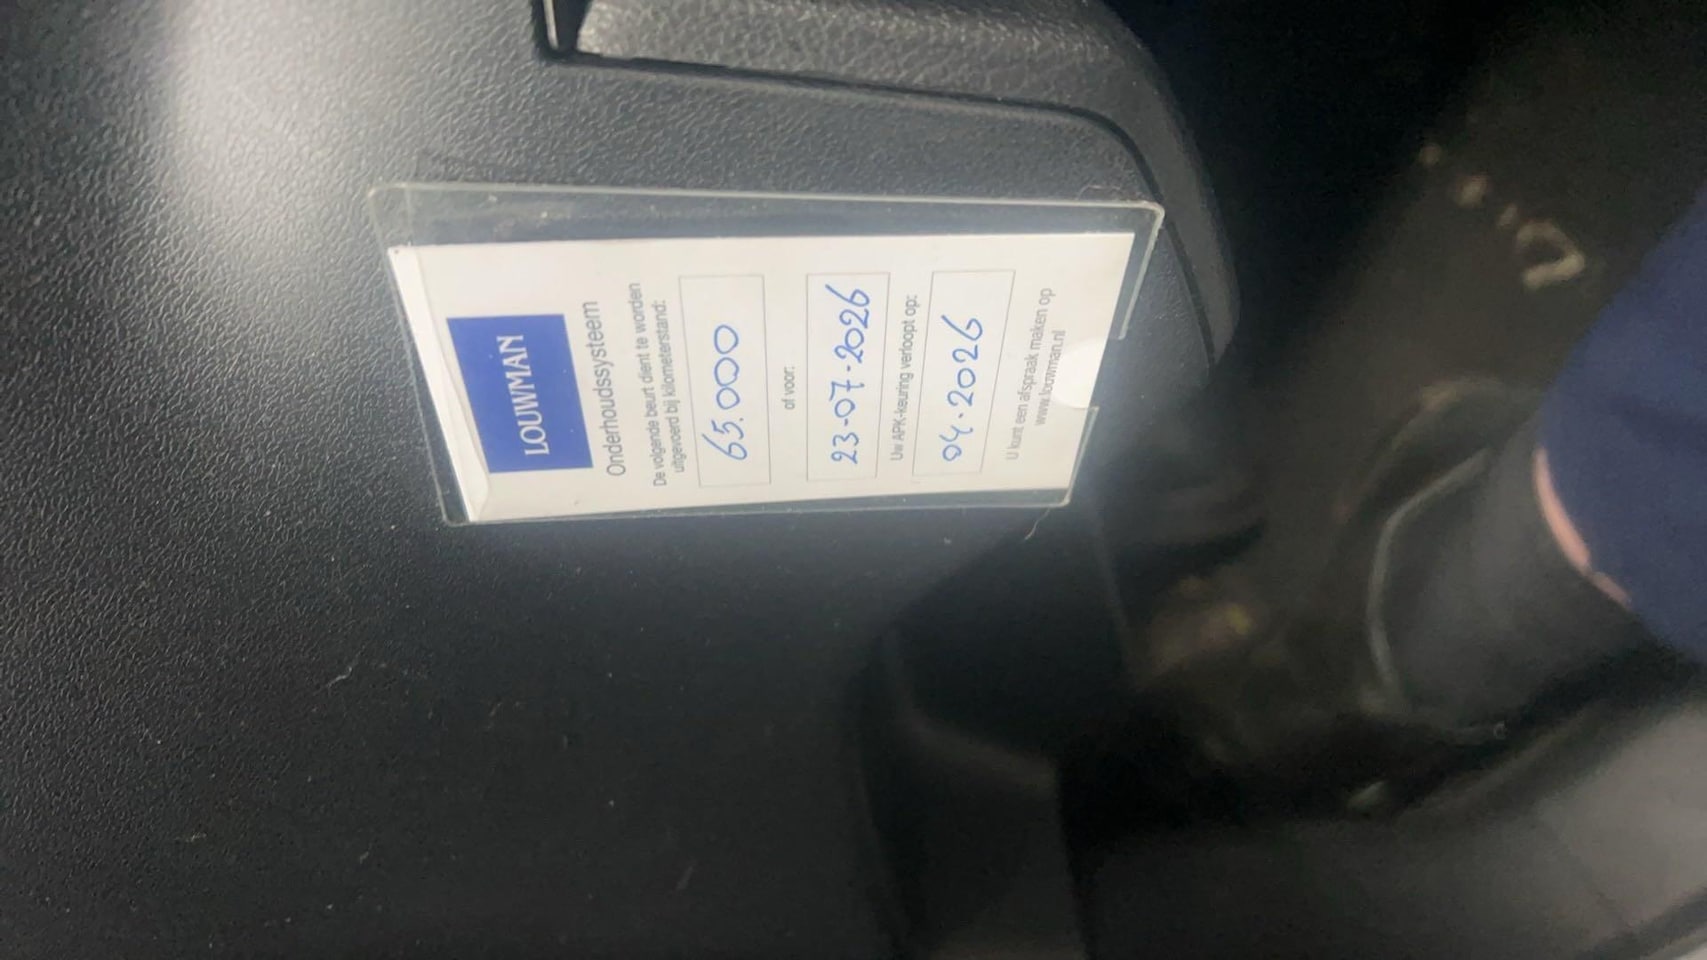 LOUWMAN
Onderhoudssysteem
De volgende beurt dient te worden
uitgevoerd bij kilometerstand:
65.000
of voor:
23-07-2026
Uw APK-keuring verloopt op:
04.2026
U kunt een afspraak maken op
www.louwman.nl